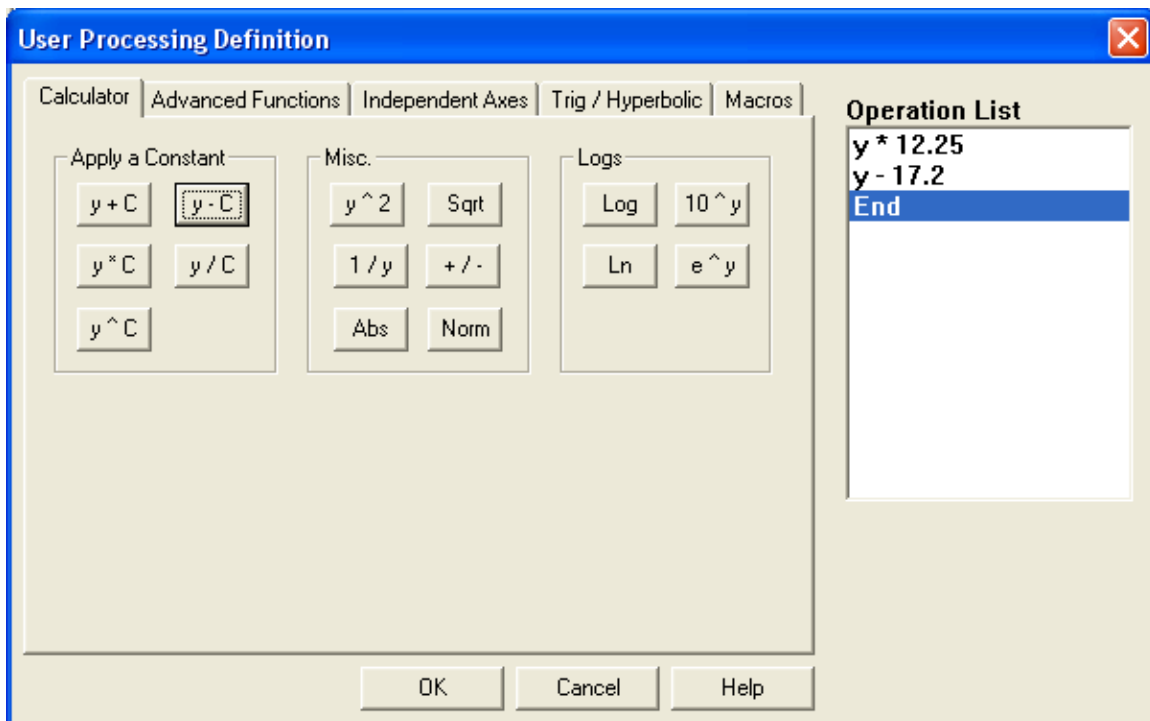 User Processing Definition
Calculator
Advanced Functions
Independent Axes
Trig / Hyperbolic
Macros
Apply a Constant
y + C
y - C
y * C
y / C
y ^ C
Misc.
y ^ 2
Sqrt
1 / y
+ / -
Abs
Norm
Logs
Log
10 ^ y
Ln
e ^ y
Operation List
y * 12.25
y - 17.2
End
OK
Cancel
Help